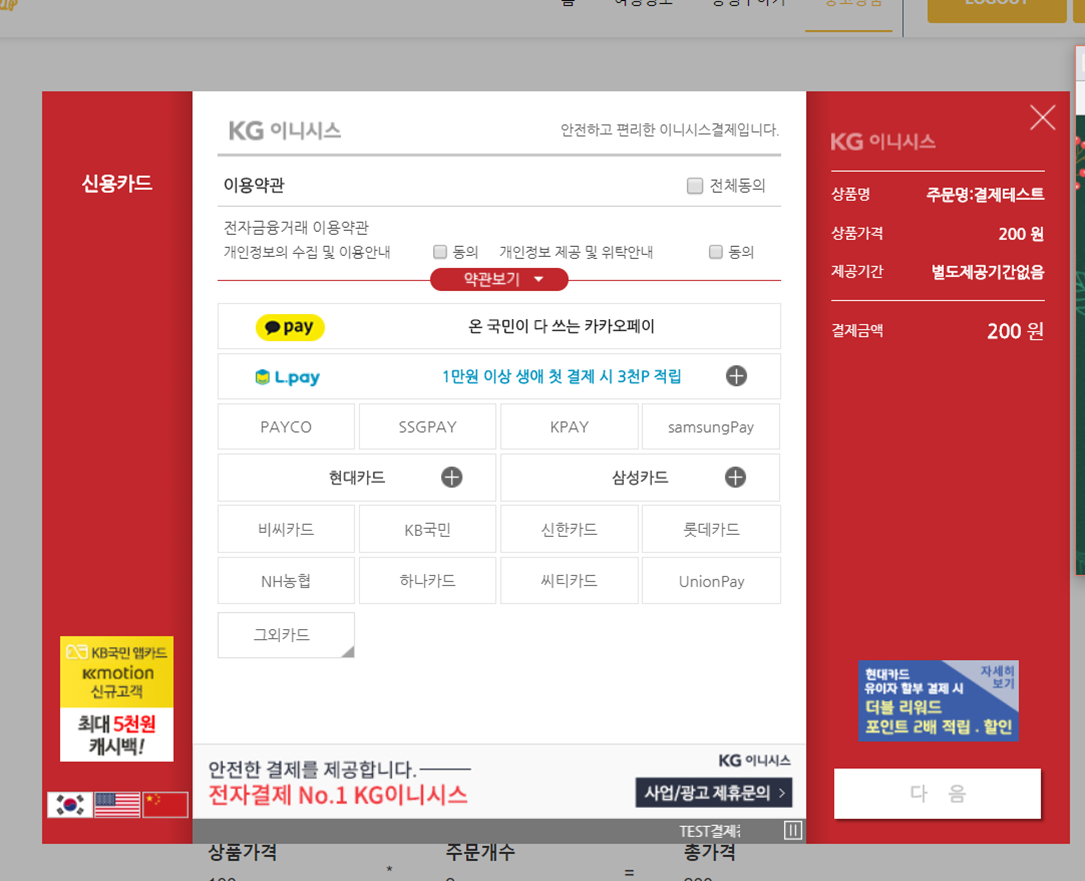 LOGOUT
KG 이니시스
안전하고 편리한 이니시스결제입니다.
신용카드
이용약관
전체동의
전자금융거래 이용약관
개인정보의 수집 및 이용안내 동의 개인정보 제공 및 위탁안내 동의
약관보기
pay 온 국민이 다 쓰는 카카오페이
L.pay 1만원 이상 생애 첫 결제 시 3천P 적립
PAYCO SSGPAY KPAY samsungPay
현대카드 삼성카드
비씨카드 KB국민 신한카드 롯데카드
NH농협 하나카드 씨티카드 UnionPay
그외카드
안전한 결제를 제공합니다.
전자결제 No.1 KG이니시스
KG 이니시스
사업/광고 제휴문의 >
KB국민 앱카드
K-motion
신규고객
최대 5천원
캐시백!
KG 이니시스
상품명 주문명:결제테스트
상품가격 200 원
제공기간 별도제공기간없음
결제금액 200 원
현대카드
유이자 할부 결제 시
자세히
보기
더블 리워드
포인트 2배 적립 . 할인
다 음
상품가격 * 주문개수 = 총가격